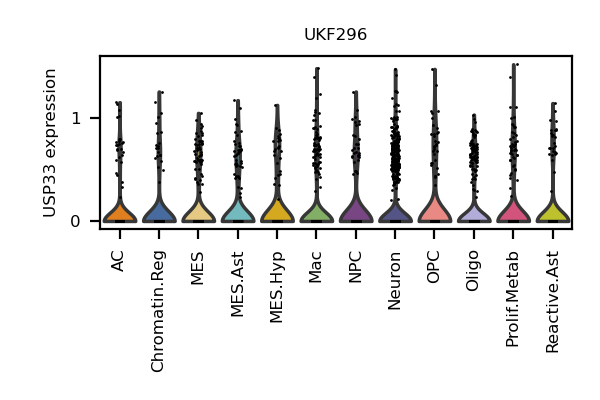 UKF296
USP33 expression
1
0
AC
Chromatin.Reg
MES
MES.Ast
MES.Hyp
Mac
NPC
Neuron
OPC
Oligo
Prolif.Metab
Reactive.Ast